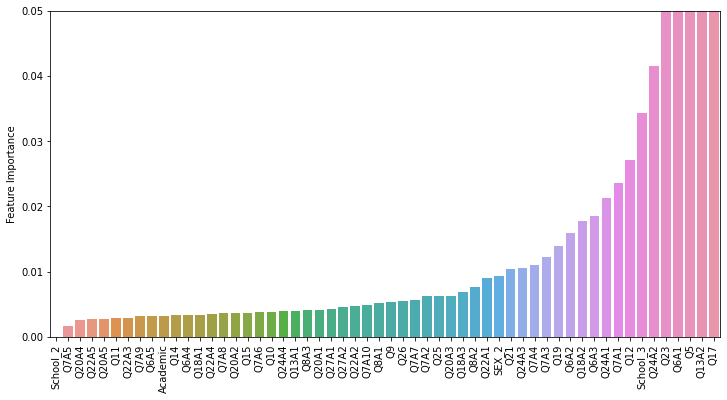 0.05
0.04
0.03
0.02
0.01
0.00
Feature Importance
School_2
Q7A5
Q20A4
Q22A5
Q20A5
Q11
Q22A3
Q7A9
Q6A5
Academic
Q14
Q6A4
Q18A1
Q22A4
Q7A8
Q20A2
Q15
Q7A6
Q10
Q24A4
Q13A1
Q8A3
Q20A1
Q27A1
Q27A2
Q22A2
Q7A10
Q8A1
Q9
Q26
Q7A7
Q7A2
Q25
Q20A3
Q18A3
Q8A2
Q22A1
SEX_2
Q21
Q24A3
Q7A4
Q7A3
Q19
Q6A2
Q18A2
Q6A3
Q24A1
Q7A1
Q12
School_3
Q24A2
Q23
Q6A1
Q5
Q13A2
Q17